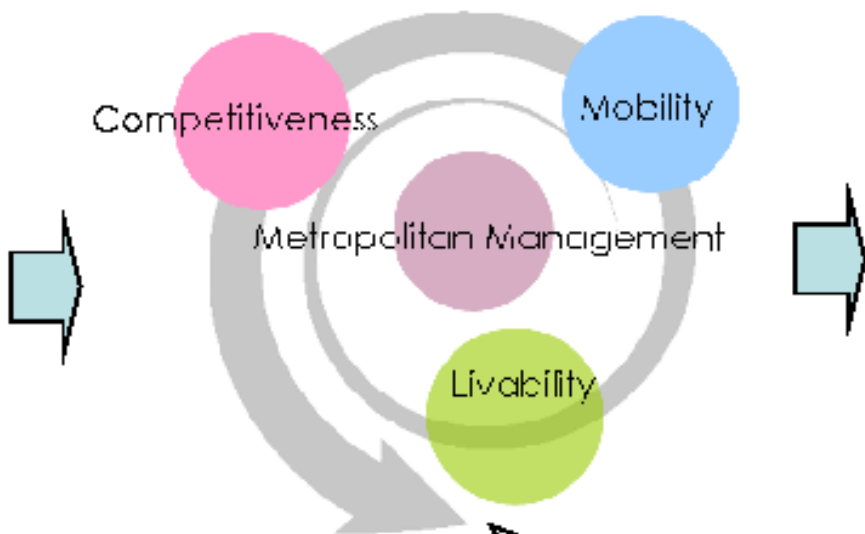 Competitiveness
Mobility
Metropolitan Management
Livability